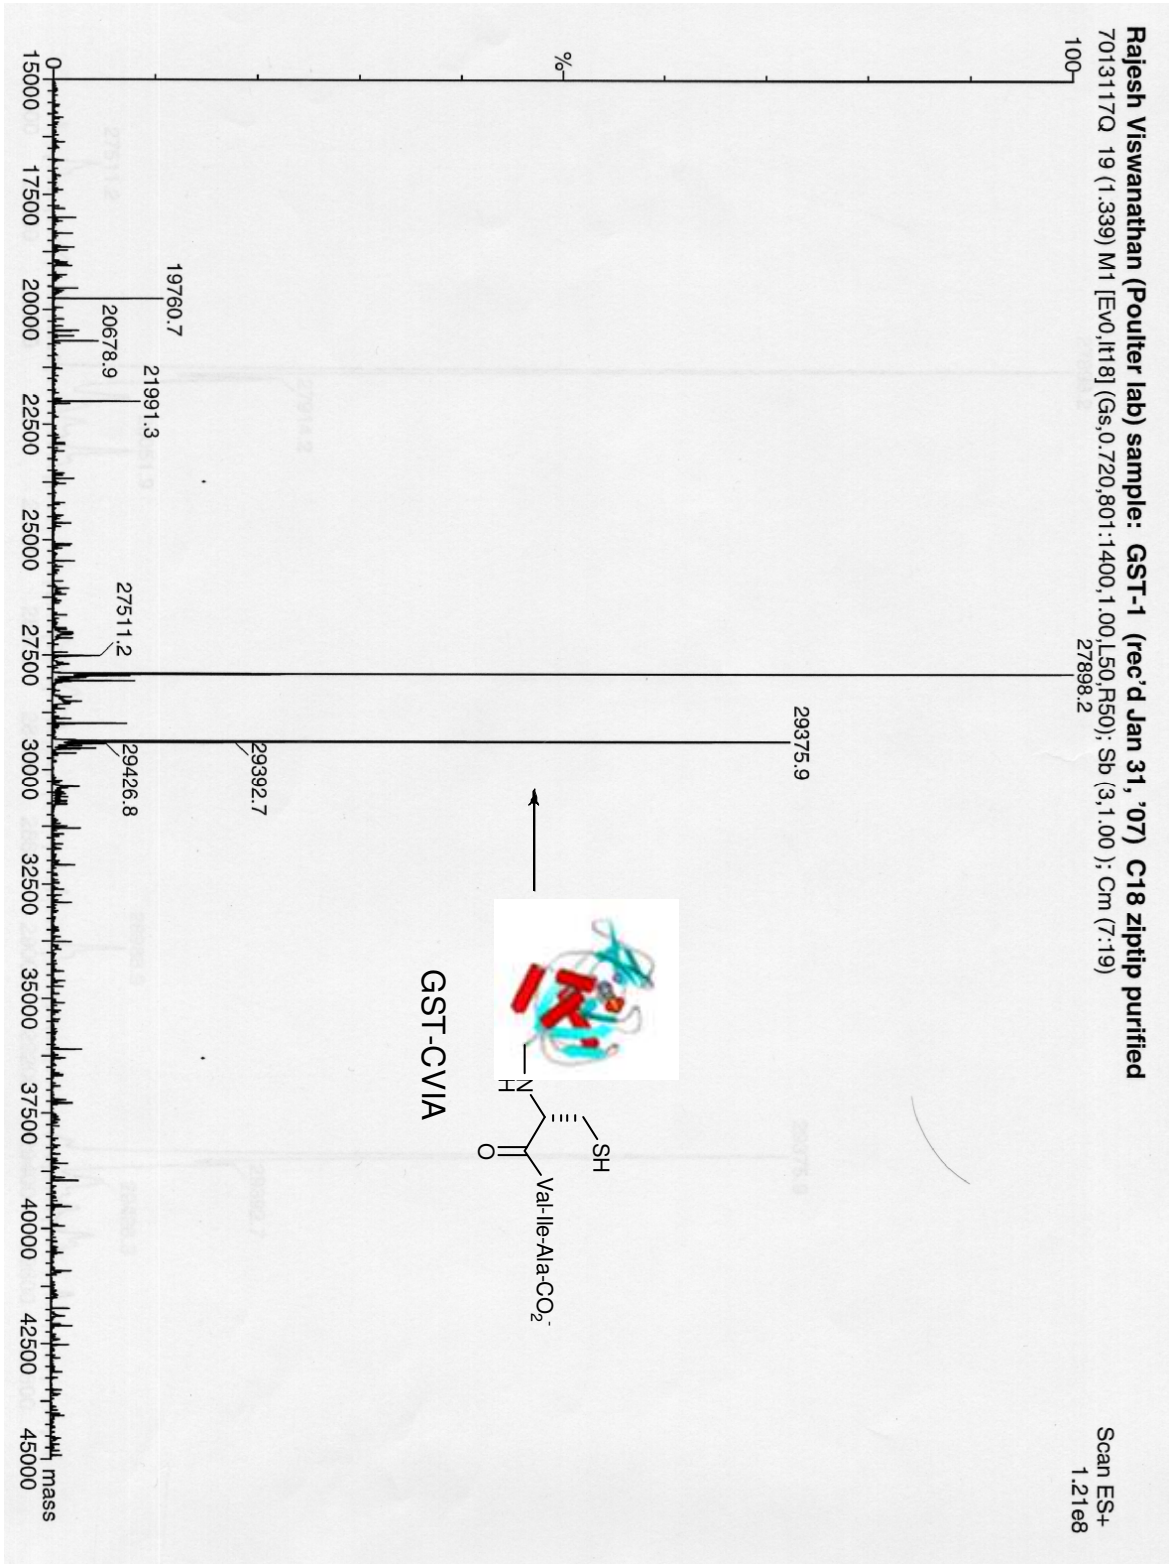 Rajesh Viswanathan (Poulter lab) sample: GST-1 (rec'd Jan 31, '07) C18 ziptip purified
7013117Q 19 (1.339) M1 [Ev0,It18] (Gs,0.720,801:1400,1.00,L50,R50); Sb (3,1.00 ); Cm (7:19)
Scan ES+
1.21e8
100
%
0
27898.2
29375.9
29392.7
29426.8
27511.2
19760.7
20678.9
21991.3
SH
N
H
O
Val-Ile-Ala-CO2-
GST-CVIA
15000 17500 20000 22500 25000 27500 30000 32500 35000 37500 40000 42500 45000
mass